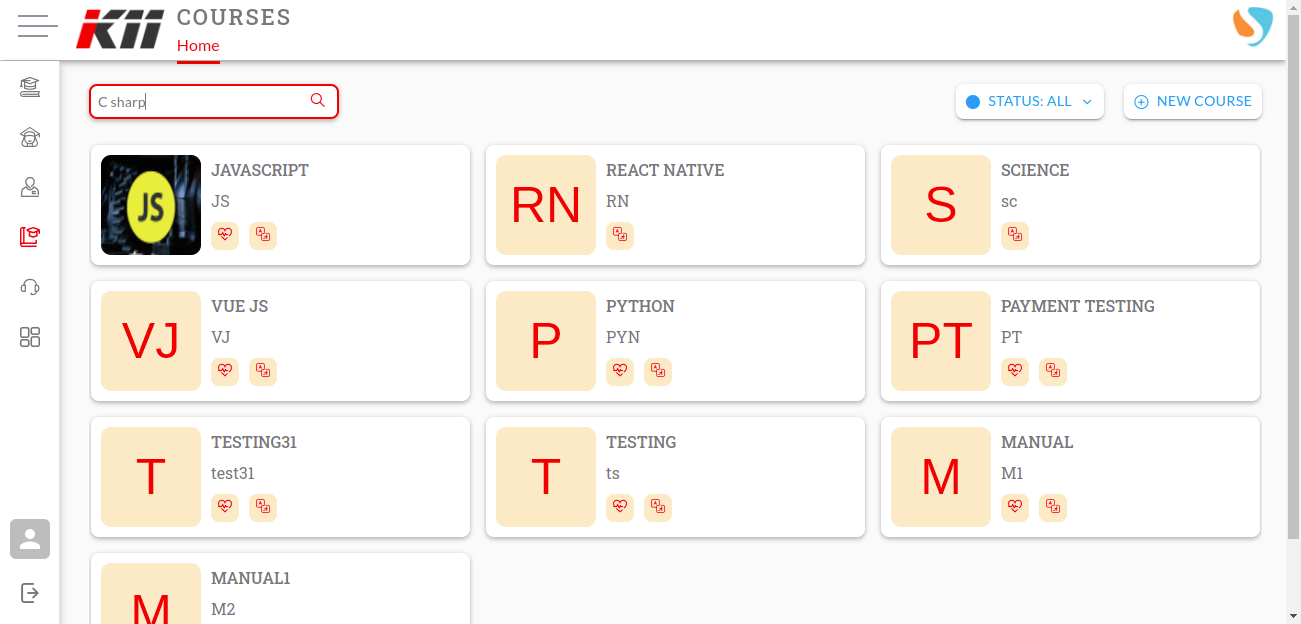 KTI COURSES
Home
C sharp
STATUS: ALL
NEW COURSE
JS
JAVASCRIPT
JS
RN
REACT NATIVE
RN
S
SCIENCE
sc
VJ
VUE JS
VJ
P
PYTHON
PYN
PT
PAYMENT TESTING
PT
T
TESTING31
test31
T
TESTING
ts
M
MANUAL
M1
M
MANUAL1
M2